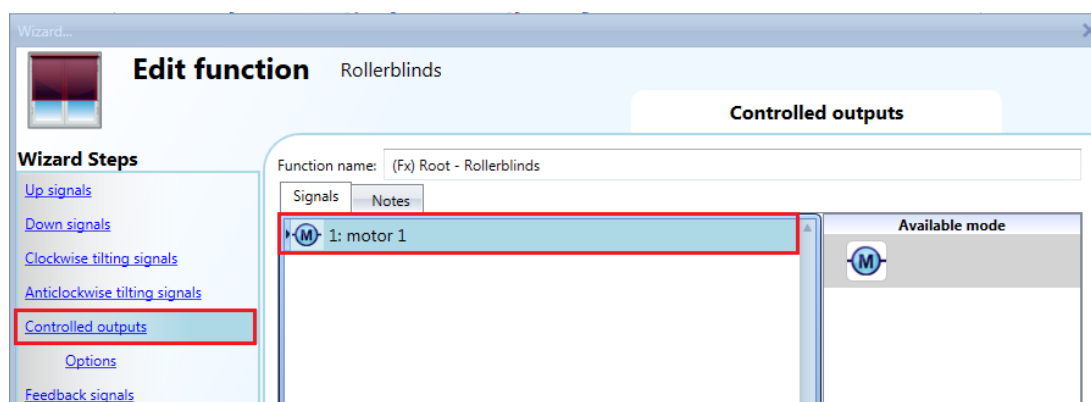 Wizard...
Edit function Rollerblinds
Controlled outputs
Wizard Steps
Up signals
Down signals
Clockwise tilting signals
Anticlockwise tilting signals
Controlled outputs
Options
Feedback signals
Function name: (Fx) Root - Rollerblinds
Signals Notes
M 1: motor 1
Available mode
M